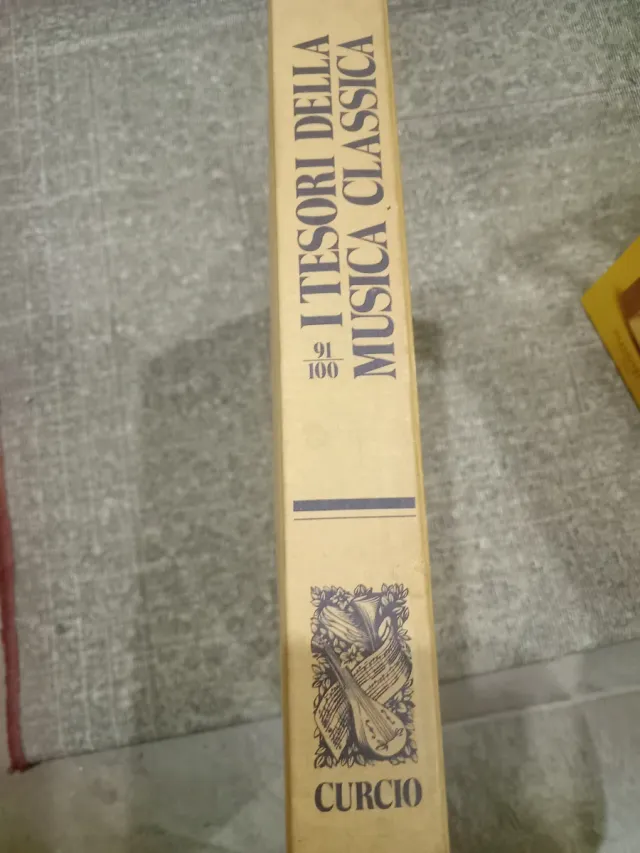 I TESORI DELLA
MUSICA CLASSICA
91
100
CURCIO